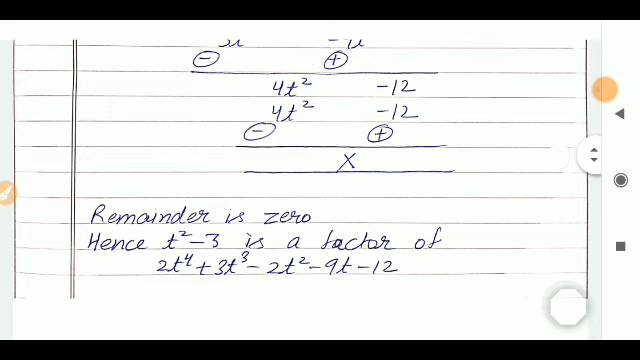 4t² -12
4t² -12
⊖ ⊕
X
Remainder is zero
Hence t²-3 is a factor of
2t⁴+3t³-2t²-9t-12